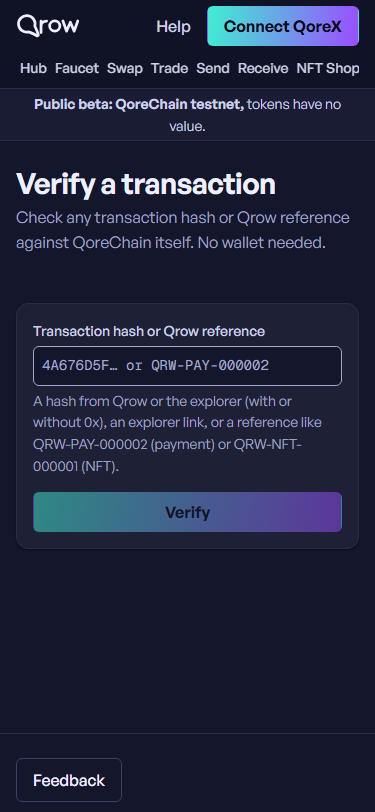 Qrow
Help
Connect QoreX
Hub Faucet Swap Trade Send Receive NFT Shop
Public beta: QoreChain testnet, tokens have no
value.
Verify a transaction
Check any transaction hash or Qrow reference
against QoreChain itself. No wallet needed.
Transaction hash or Qrow reference
4A676D5F… or QRW-PAY-000002
A hash from Qrow or the explorer (with or
without 0x), an explorer link, or a reference like
QRW-PAY-000002 (payment) or QRW-NFT-
000001 (NFT).
Verify
Feedback